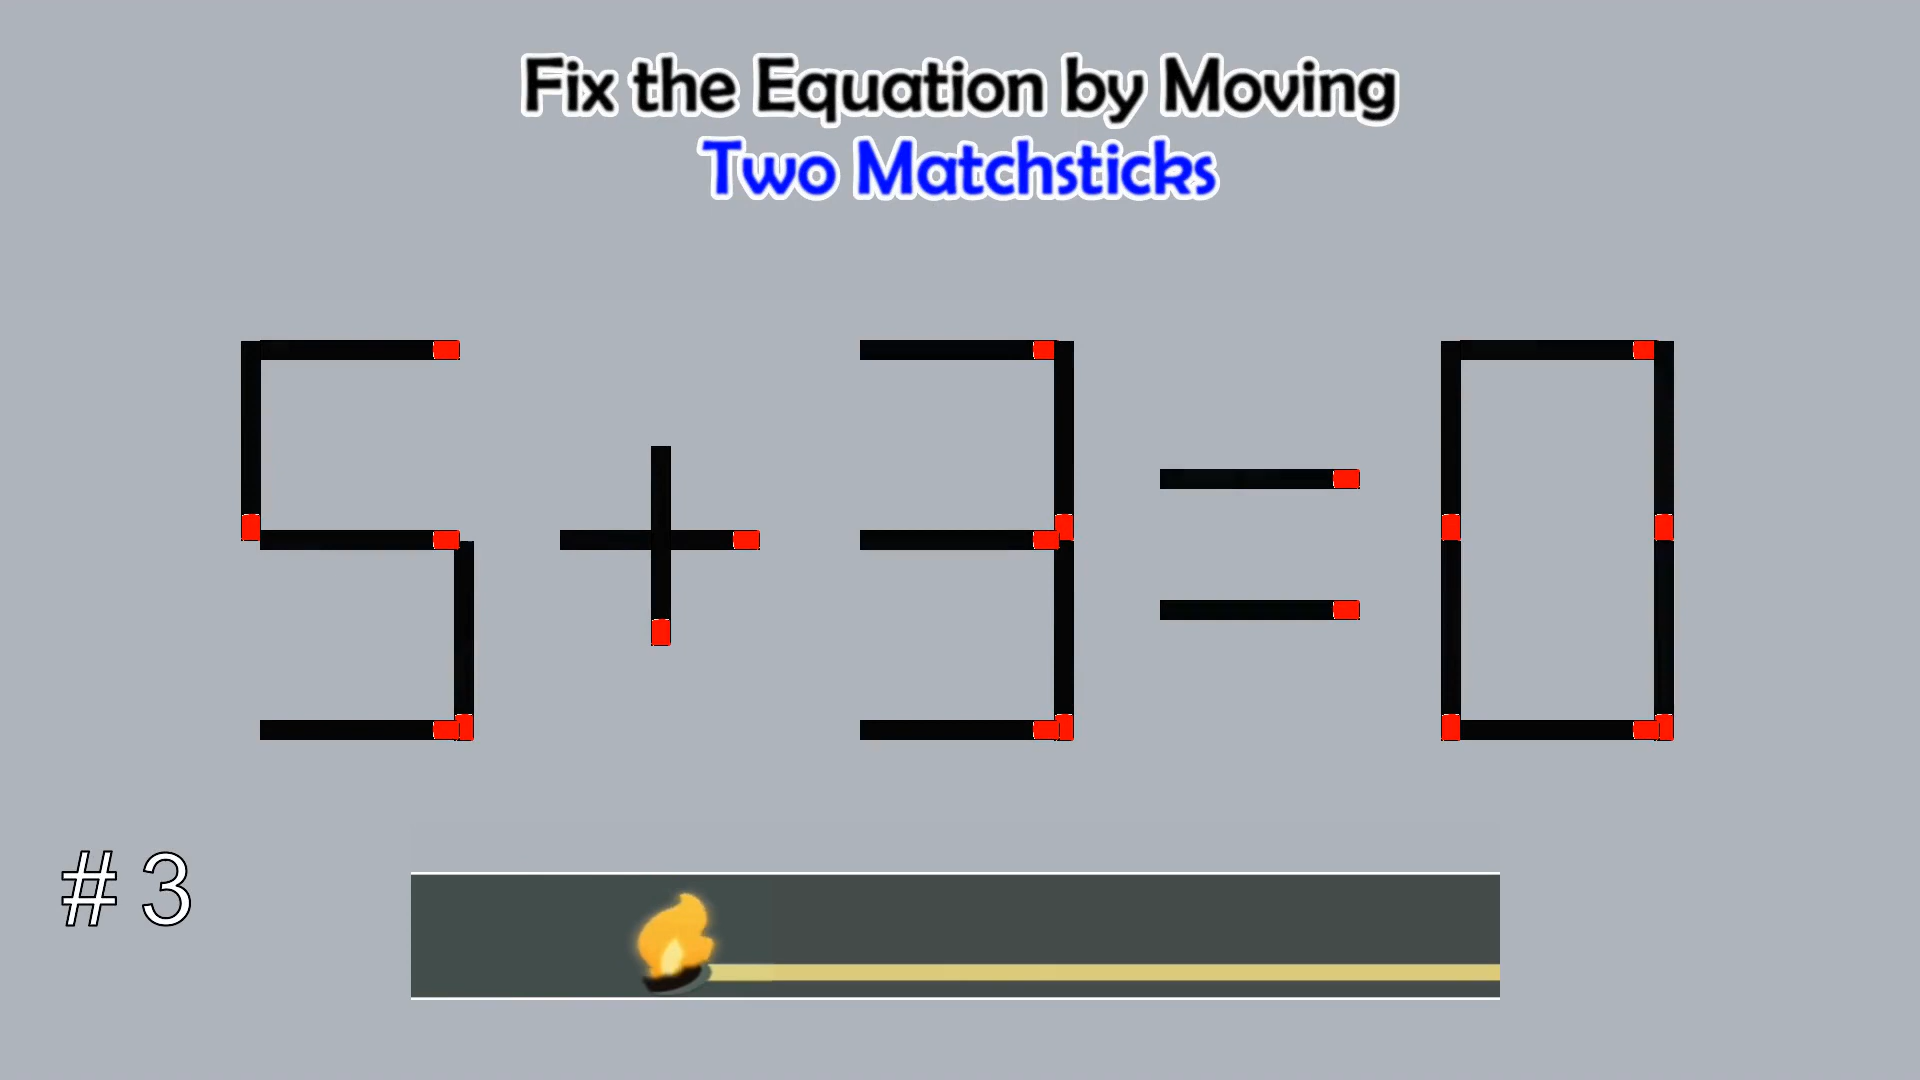 Fix the Equation by Moving
Two Matchsticks
5+3=0
#3